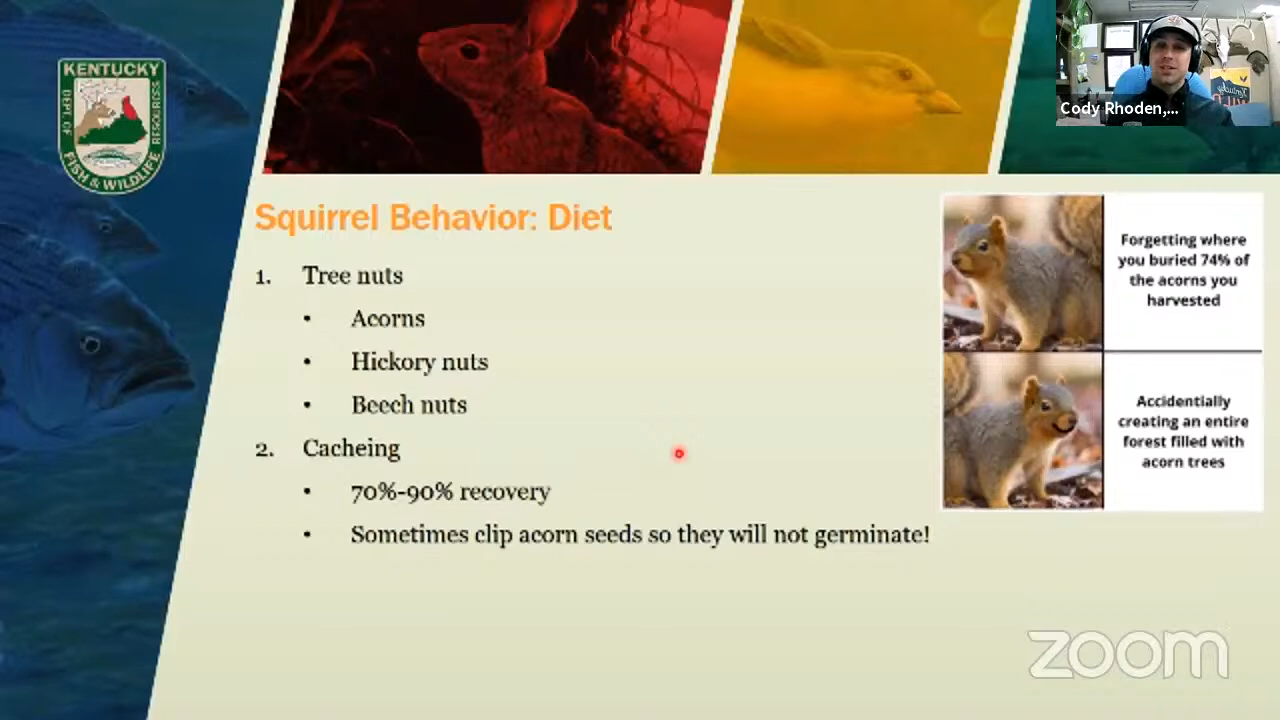 KENTUCKY
DEPT. OF
FISH & WILDLIFE
RESOURCES
Cody Rhoden,...
Squirrel Behavior: Diet
1. Tree nuts
• Acorns
• Hickory nuts
• Beech nuts
2. Cacheing
• 70%-90% recovery
• Sometimes clip acorn seeds so they will not germinate!
Forgetting where
you buried 74% of
the acorns you
harvested
Accidentially
creating an entire
forest filled with
acorn trees
zoom